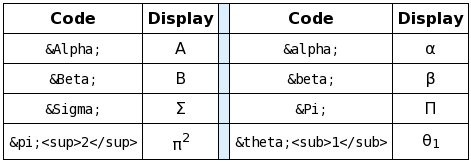 Code Display Code Display
&Alpha; Α &alpha; α
&Beta; Β &beta; β
&Sigma; Σ &Pi; Π
&pi;<sup>2</sup> π² &theta;<sub>1</sub> θ₁